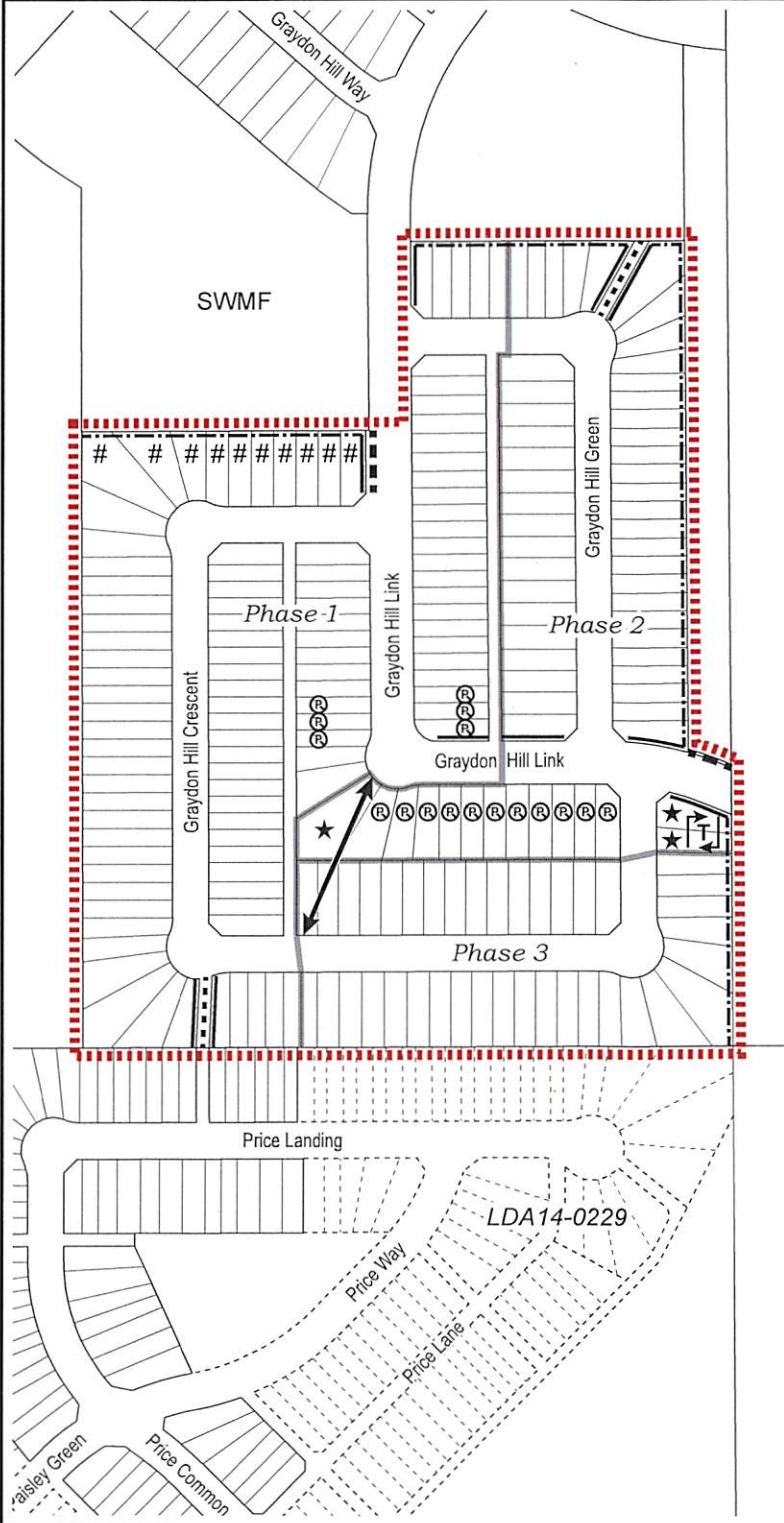 Graydon Hill Way
SWMF
# # # # # # # # # #
Graydon Hill Green
Graydon Hill Link
Phase 1
Phase 2
Graydon Hill Crescent
R
R
R
R
R
R
Graydon Hill Link
R R R R R R R R R R R
T
Phase 3
Price Landing
LDA14-0229
Price Way
Price Lane
Paisley Green
Price Common